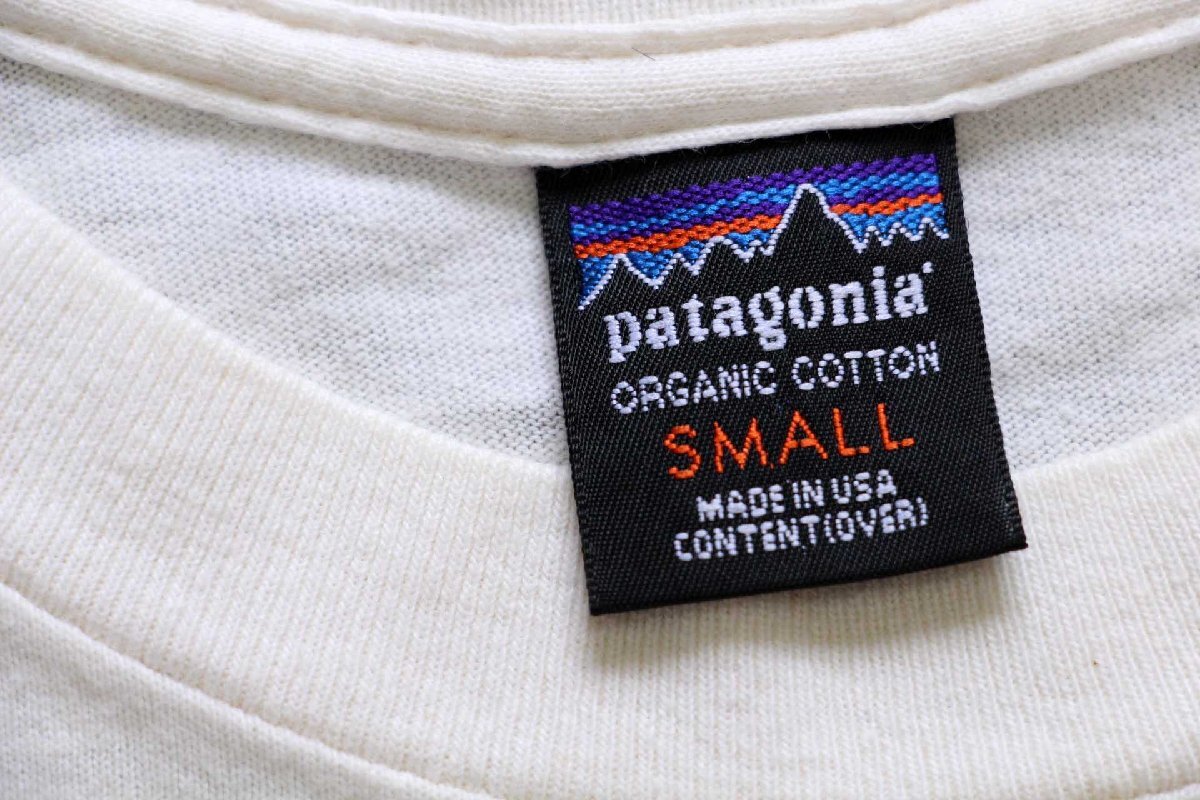 patagonia
ORGANIC COTTON
SMALL
MADE IN USA
CONTENT(OVER)